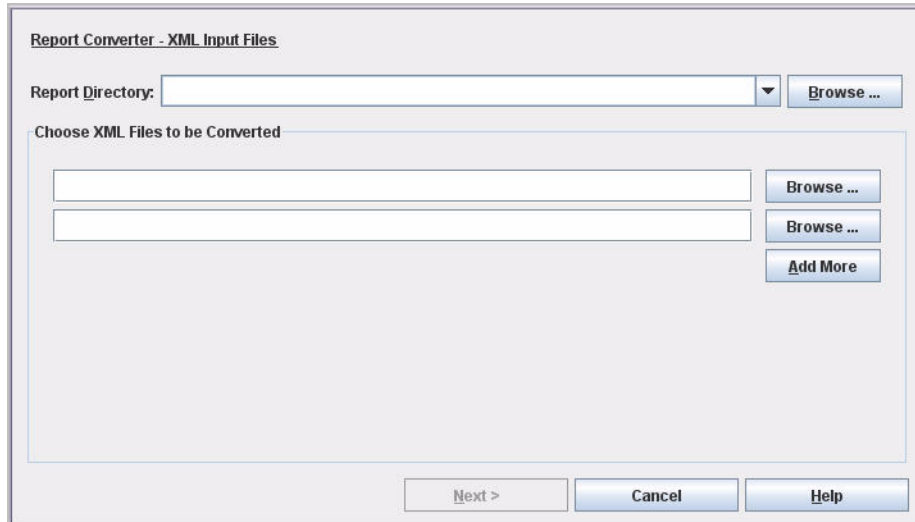 Report Converter - XML Input Files
Report Directory: Browse ...
Choose XML Files to be Converted
Browse ...
Browse ...
Add More
Next > Cancel Help